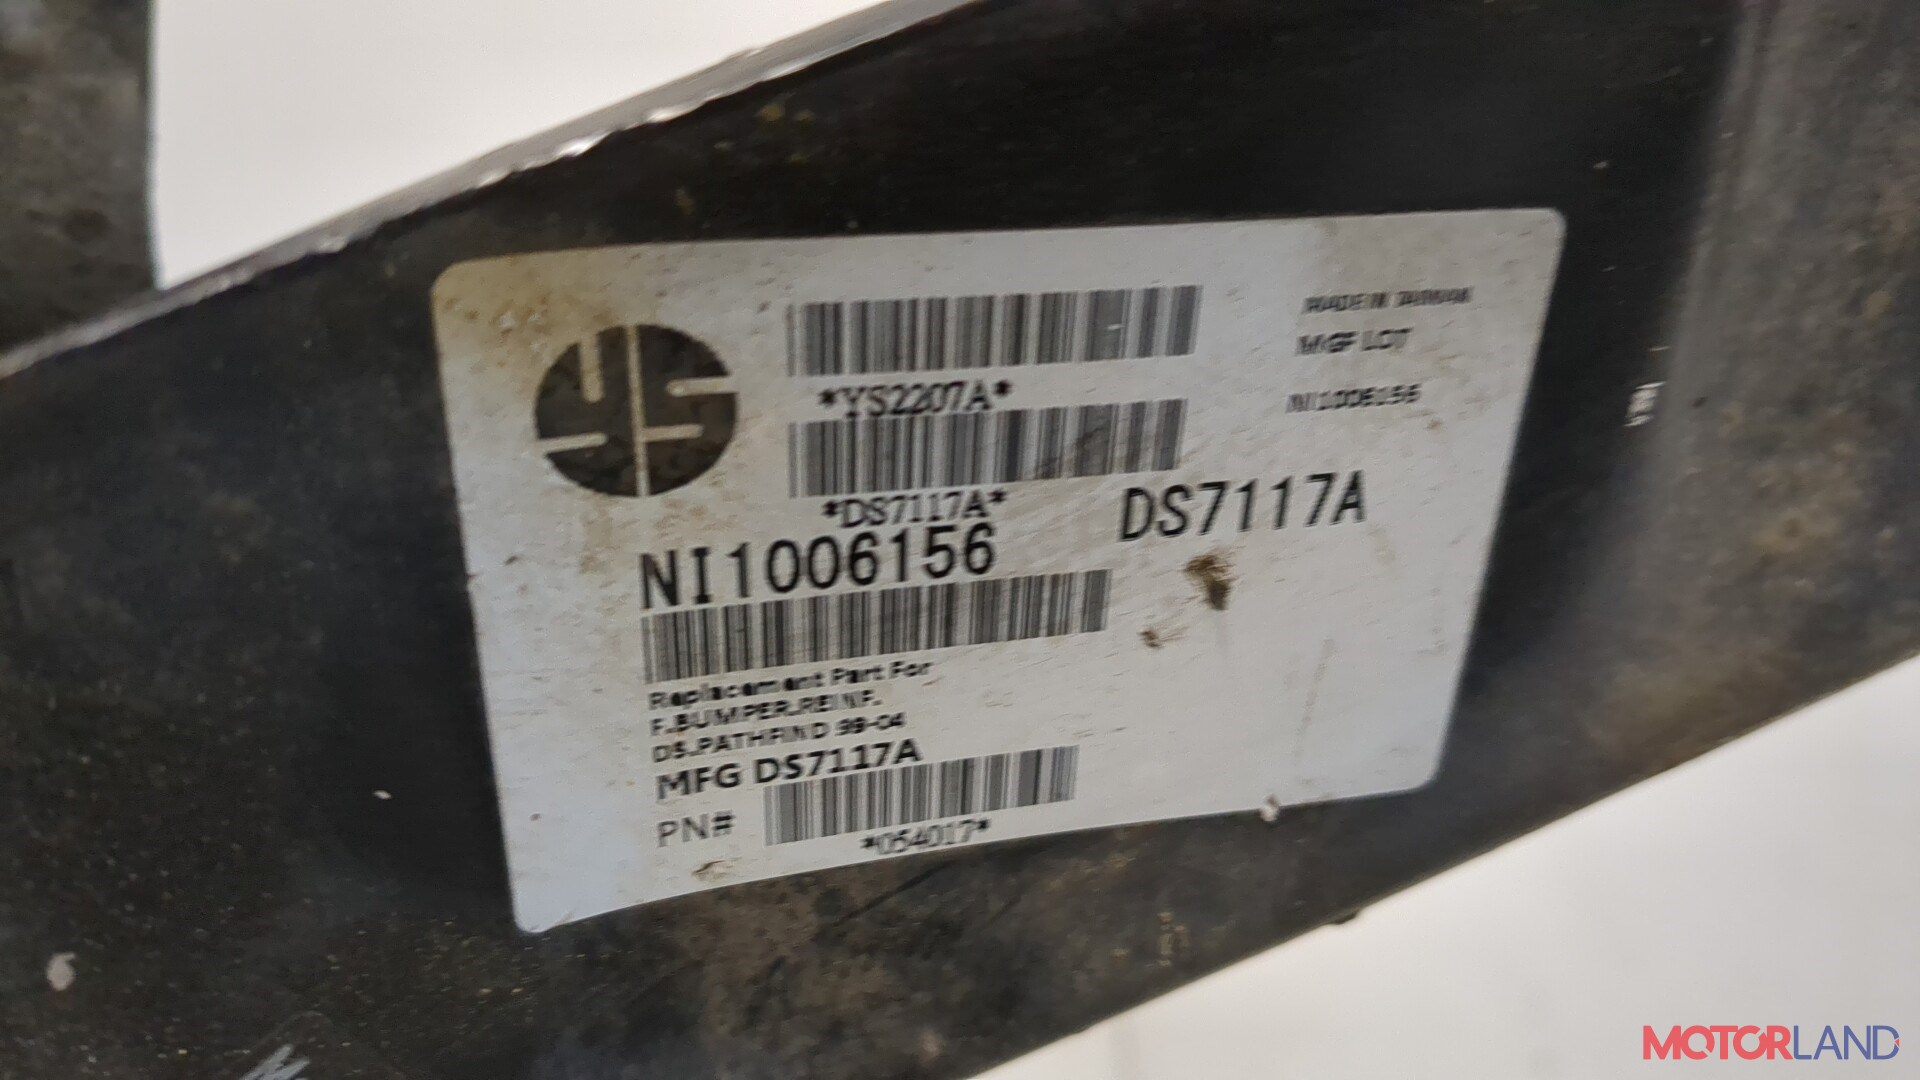 YS
*YS2207A*
MADE IN TAIWAN
MGF LOT
NI1006156
*DS7117A*
DS7117A
NI1006156
Replacement Part For
F.BUMPER.REINF.
DS.PATHFIND 99-04
MFG DS7117A
PN#
*054017*
MOTORLAND